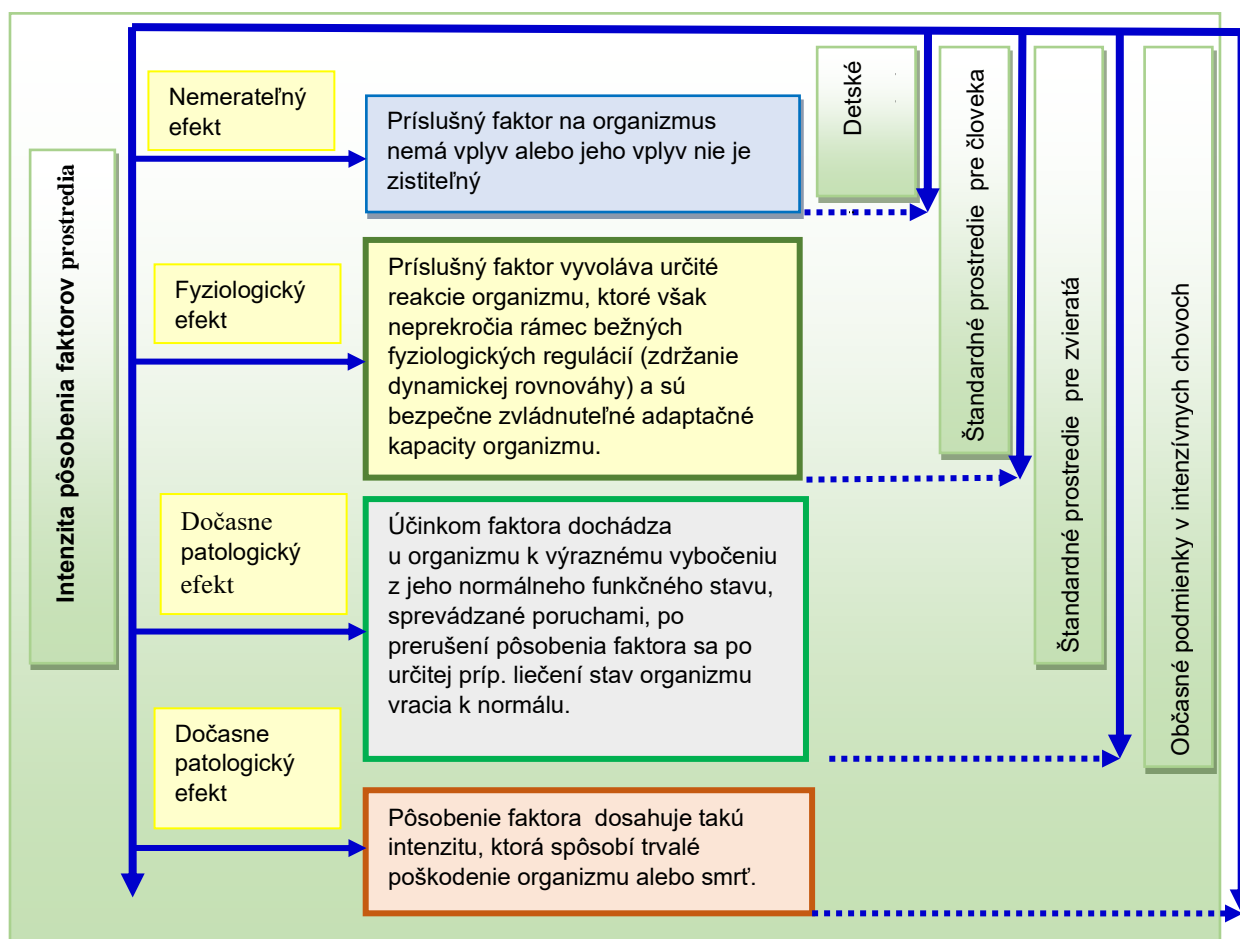 Intenzita pôsobenia faktorov prostredia
Nemerateľný
efekt
Príslušný faktor na organizmus
nemá vplyv alebo jeho vplyv nie je
zistiteľný
Fyziologický
efekt
Príslušný faktor vyvoláva určité
reakcie organizmu, ktoré však
neprekročia rámec bežných
fyziologických regulácií (zdržanie
dynamickej rovnováhy) a sú
bezpečne zvládnuteľné adaptačné
kapacity organizmu.
Dočasne
patologický
efekt
Účinkom faktora dochádza
u organizmu k výraznému vybočeniu
z jeho normálneho funkčného stavu,
sprevádzané poruchami, po
prerušení pôsobenia faktora sa po
určitej príp. liečení stav organizmu
vracia k normálu.
Dočasne
patologický
efekt
Pôsobenie faktora dosahuje takú
intenzitu, ktorá spôsobí trvalé
poškodenie organizmu alebo smrť.
Detské
Štandardné prostredie pre človeka
Štandardné prostredie pre zvieratá
Občasné podmienky v intenzívnych chovoch